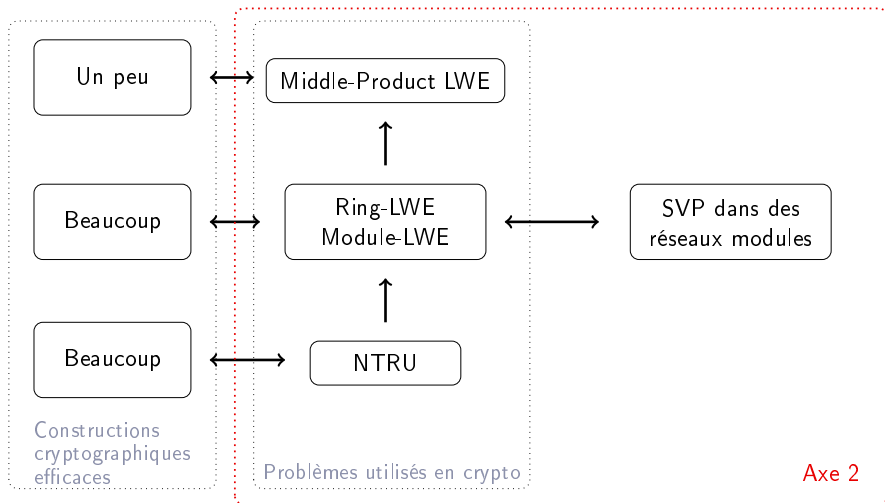 Un peu
Middle-Product LWE
Beaucoup
Ring-LWE
Module-LWE
SVP dans des
réseaux modules
Beaucoup
NTRU
Constructions
cryptographiques
efficaces
Problèmes utilisés en crypto
Axe 2